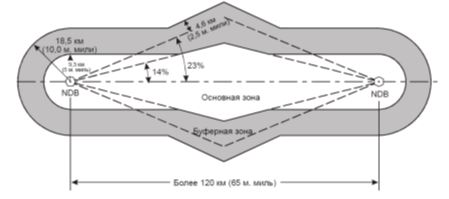 4,6 км
(2,5 м. мили)
18,5 км
(10,0 м. мили)
9,3 км
(5 м. миль)
23%
14%
NDB
NDB
Основная зона
Буферная зона
Более 120 км (65 м. миль)